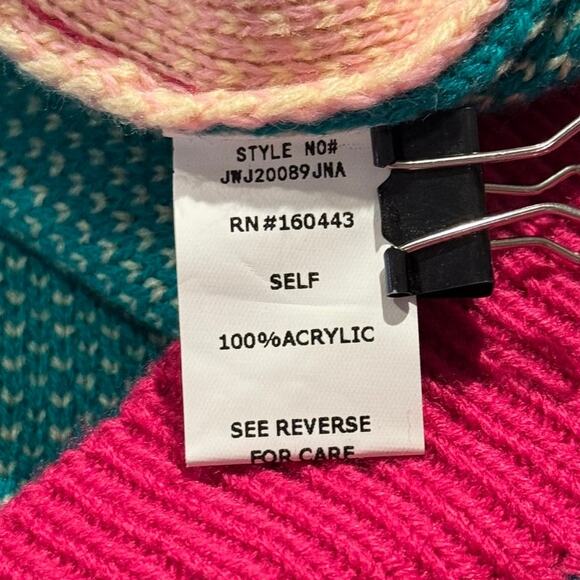 STYLE NO#
JWJ20089JNA
RN#160443
SELF
100%ACRYLIC
SEE REVERSE
FOR CARE